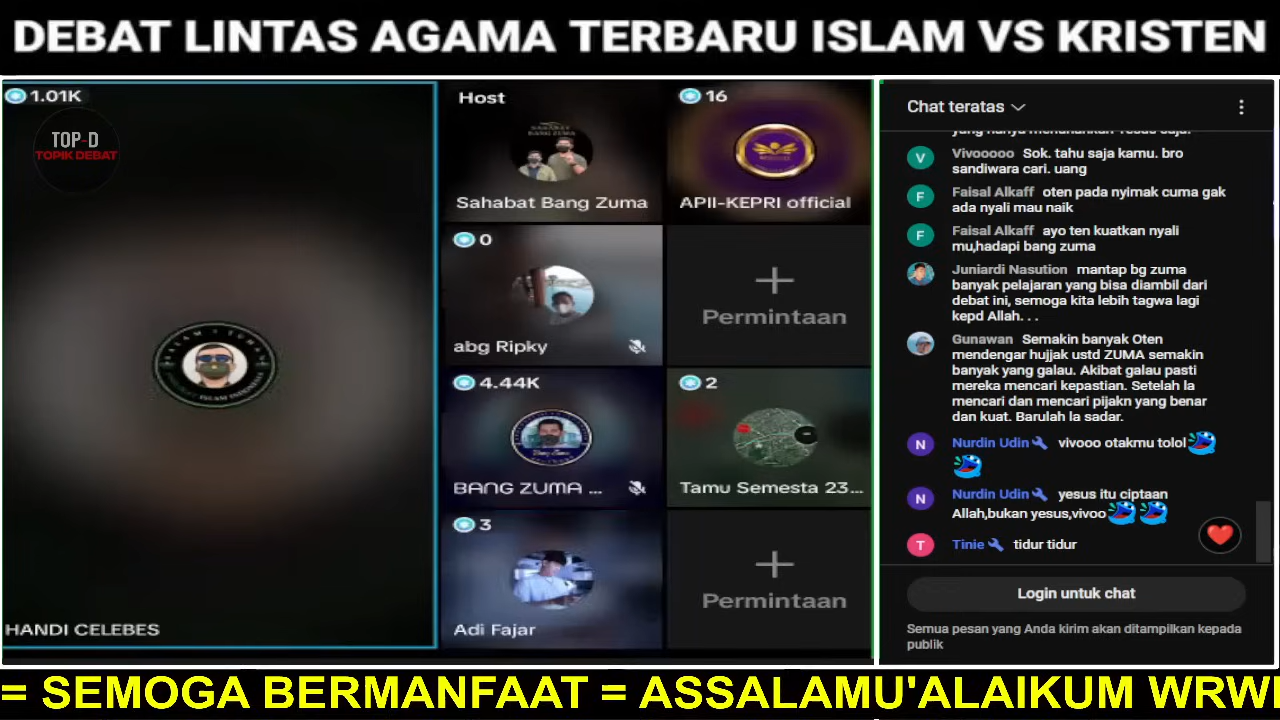 DEBAT LINTAS AGAMA TERBARU ISLAM VS KRISTEN
1.01K
TOP-D
TOPIK DEBAT
HANDI CELEBES
Host
Sahabat Bang Zuma
16
APII-KEPRI official
0
abg Ripky
Permintaan
4.44K
BANG ZUMA ...
2
Tamu Semesta 23...
3
Adi Fajar
Permintaan
Chat teratas
Vivooooo Sok. tahu saja kamu. bro
sandiwara cari. uang
Faisal Alkaff oten pada nyimak cuma gak
ada nyali mau naik
Faisal Alkaff ayo ten kuatkan nyali
mu,hadapi bang zuma
Juniardi Nasution mantap bg zuma
banyak pelajaran yang bisa diambil dari
debat ini, semoga kita lebih taqwa lagi
kepd Allah. . .
Gunawan Semakin banyak Oten
mendengar hujjak ustd ZUMA semakin
banyak yang galau. Akibat galau pasti
mereka mencari kepastian. Setelah Ia
mencari dan mencari pijakn yang benar
dan kuat. Barulah Ia sadar.
Nurdin Udin vivooo otakmu tolol
Nurdin Udin yesus itu ciptaan
Allah,bukan yesus,vivoo
Tinie tidur tidur
Login untuk chat
Semua pesan yang Anda kirim akan ditampilkan kepada
publik
= SEMOGA BERMANFAAT = ASSALAMU'ALAIKUM WRW